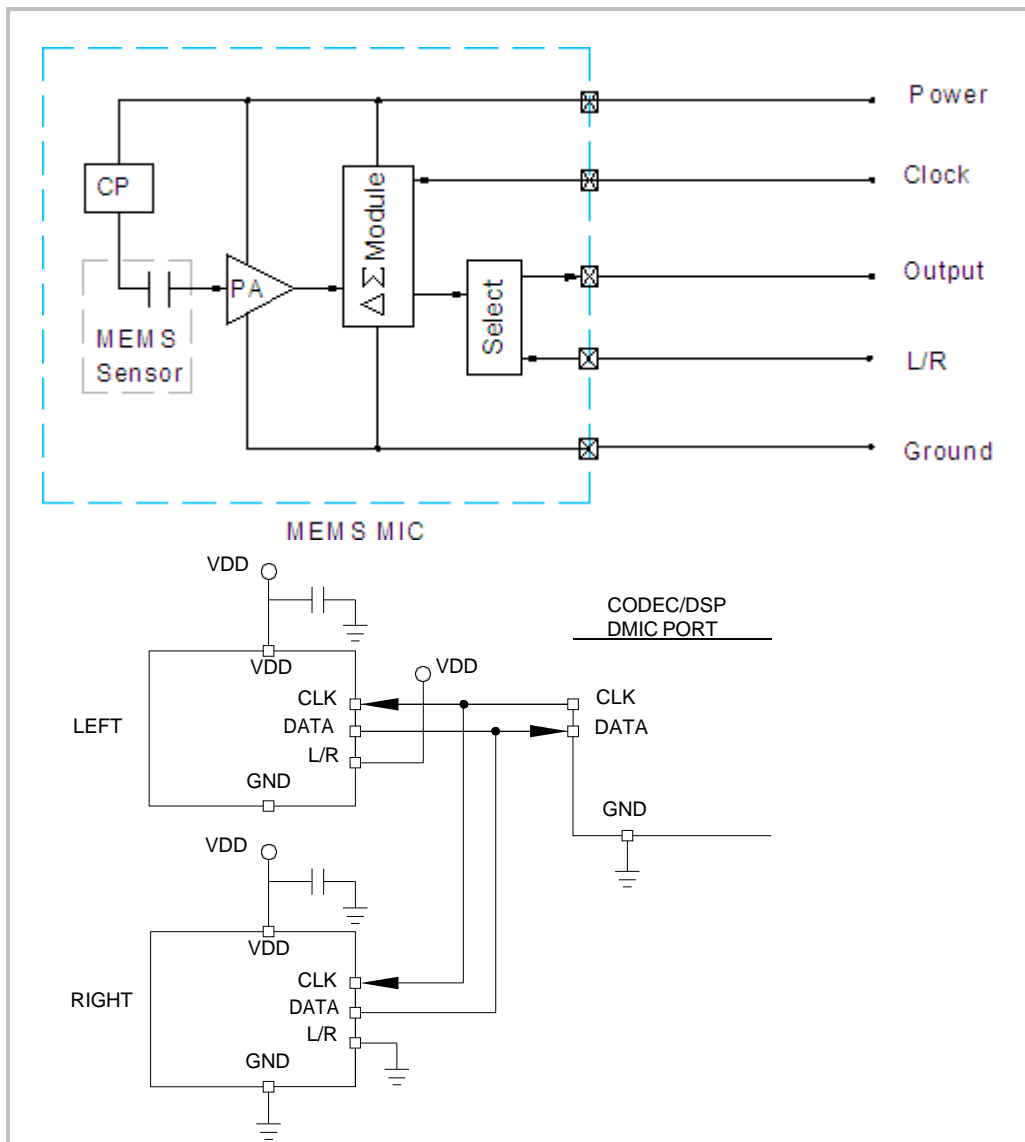 Power
CP
ΔΣ Module
Clock
PA
Select
Output
MEMS
Sensor
L/R
Ground
MEMS MIC
VDD
CODEC/DSP
DMIC PORT
VDD
VDD
LEFT
CLK
DATA
L/R
GND
CLK
DATA
GND
VDD
VDD
RIGHT
CLK
DATA
L/R
GND